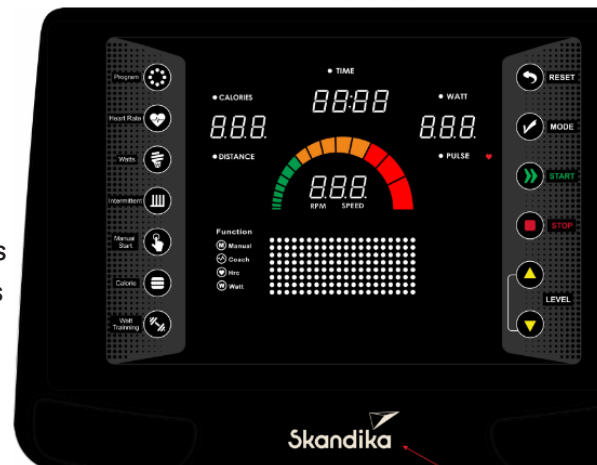 s
s
Program
Heart Rate
Watts
Intermittent
Manual
Start
Calorie
Watt
Trainning
TIME
88:88
CALORIES
8.8.8.
WATT
8.8.8.
DISTANCE
PULSE
8.8.8.
RPM SPEED
Function
M Manual
Coach
Hrc
W Watt
RESET
MODE
START
STOP
LEVEL
Skandika